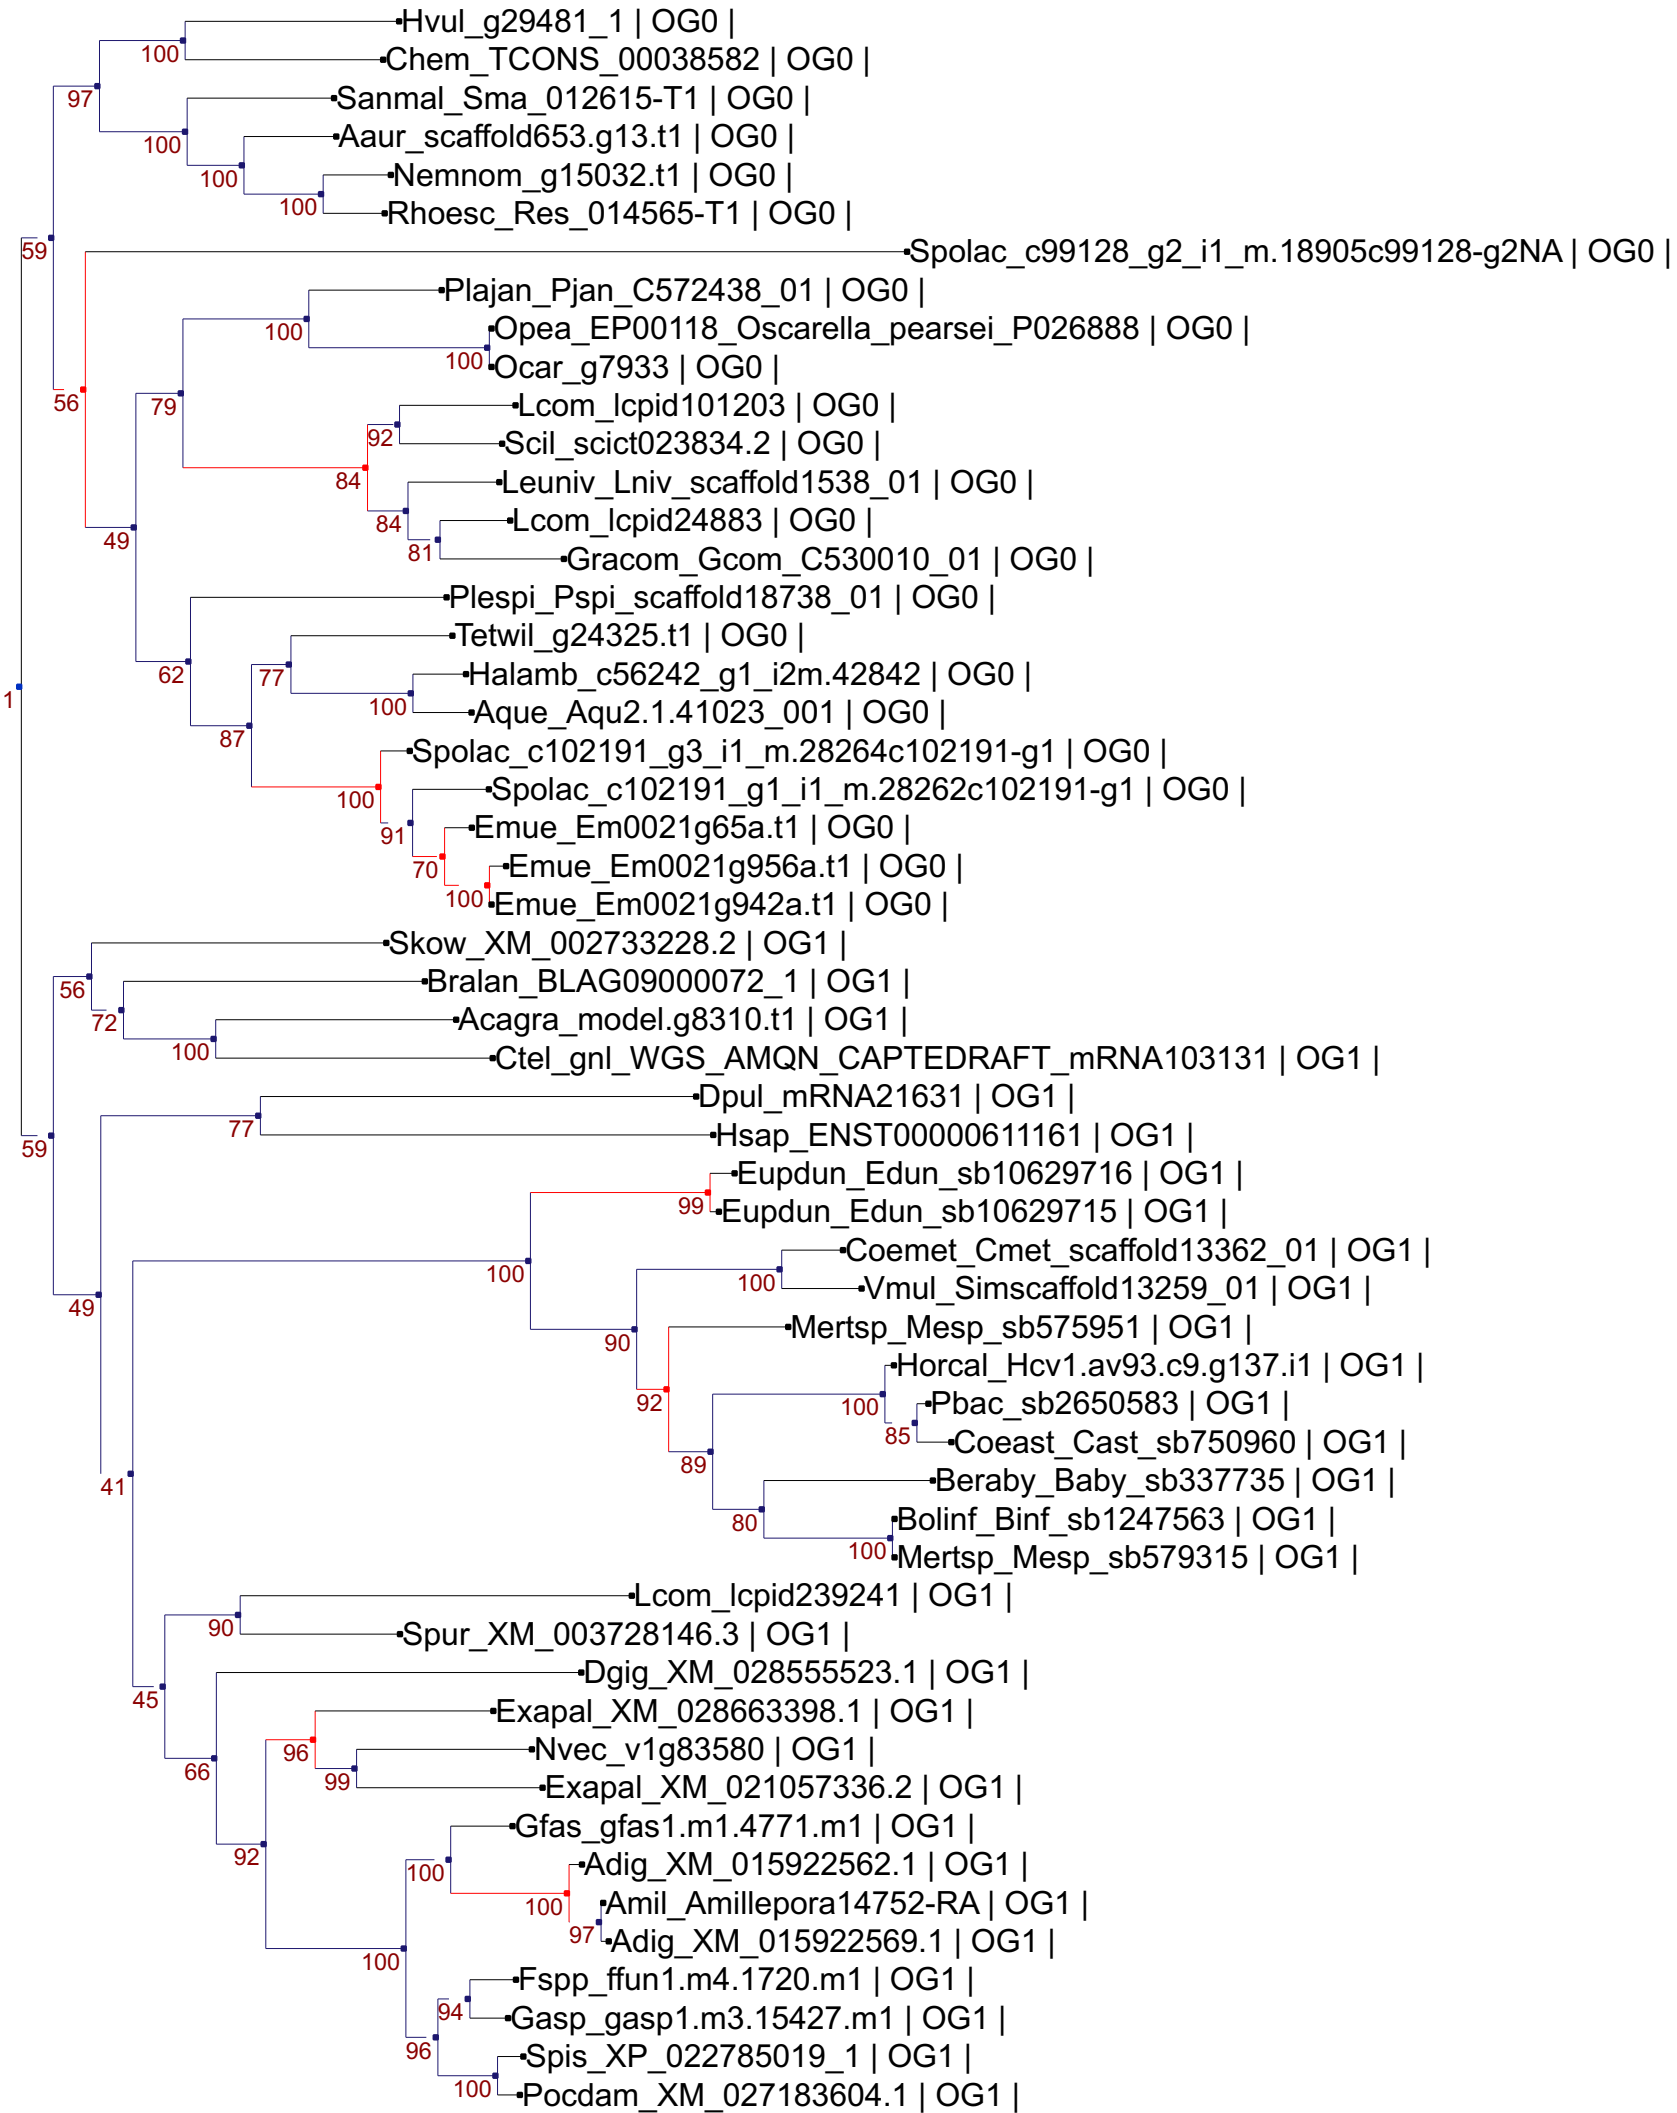 Hvul_g29481_1 | OG0 |
100
Chem_TCONS_00038582 | OG0 |
97
Sanmal_Sma_012615-T1 | OG0 |
100
Aaur_scaffold653.g13.t1 | OG0 |
100
Nemnom_g15032.t1 | OG0 |
100
Rhoesc_Res_014565-T1 | OG0 |
59
Spolac_c99128_g2_i1_m.18905c99128-g2NA | OG0 |
Plajan_Pjan_C572438_01 | OG0 |
100
Opea_EP00118_Oscarella_pearsei_P026888 | OG0 |
100
Ocar_g7933 | OG0 |
56
79
Lcom_lcpid101203 | OG0 |
92
Scil_scict023834.2 | OG0 |
84
Leuniv_Lniv_scaffold1538_01 | OG0 |
84
Lcom_lcpid24883 | OG0 |
49
81
Gracom_Gcom_C530010_01 | OG0 |
Plespi_Pspi_scaffold18738_01 | OG0 |
Tetwil_g24325.t1 | OG0 |
62
77
Halamb_c56242_g1_i2m.42842 | OG0 |
1
100
Aque_Aqu2.1.41023_001 | OG0 |
87
Spolac_c102191_g3_i1_m.28264c102191-g1 | OG0 |
100
Spolac_c102191_g1_i1_m.28262c102191-g1 | OG0 |
91
Emue_Em0021g65a.t1 | OG0 |
70
Emue_Em0021g956a.t1 | OG0 |
100
Emue_Em0021g942a.t1 | OG0 |
Skow_XM_002733228.2 | OG1 |
56
Bralan_BLAG09000072_1 | OG1 |
72
Acagra_model.g8310.t1 | OG1 |
100
Ctel_gnl_WGS_AMQN_CAPTEDRAFT_mRNA103131 | OG1 |
Dpul_mRNA21631 | OG1 |
77
Hsap_ENST00000611161 | OG1 |
59
Eupdun_Edun_sb10629716 | OG1 |
99
Eupdun_Edun_sb10629715 | OG1 |
Coemet_Cmet_scaffold13362_01 | OG1 |
100
100
Vmul_Simscaffold13259_01 | OG1 |
49
Mertsp_Mesp_sb575951 | OG1 |
90
Horcal_Hcv1.av93.c9.g137.i1 | OG1 |
92
100
Pbac_sb2650583 | OG1 |
85
Coeast_Cast_sb750960 | OG1 |
89
41
Beraby_Baby_sb337735 | OG1 |
80
Bolinf_Binf_sb1247563 | OG1 |
100
Mertsp_Mesp_sb579315 | OG1 |
Lcom_lcpid239241 | OG1 |
90
Spur_XM_003728146.3 | OG1 |
Dgig_XM_028555523.1 | OG1 |
45
Exapal_XM_028663398.1 | OG1 |
96
Nvec_v1g83580 | OG1 |
66
99
Exapal_XM_021057336.2 | OG1 |
Gfas_gfas1.m1.4771.m1 | OG1 |
92
100
Adig_XM_015922562.1 | OG1 |
100
Amil_Amillepora14752-RA | OG1 |
97
Adig_XM_015922569.1 | OG1 |
100
Fspp_ffun1.m4.1720.m1 | OG1 |
94
Gasp_gasp1.m3.15427.m1 | OG1 |
96
Spis_XP_022785019_1 | OG1 |
100
Pocdam_XM_027183604.1 | OG1 |